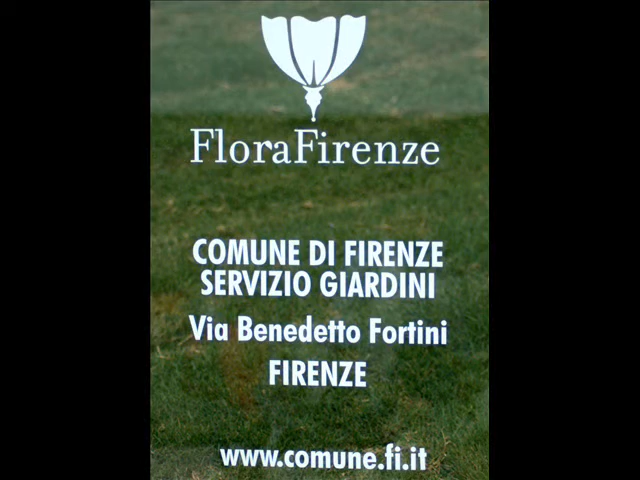 FloraFirenze
COMUNE DI FIRENZE
SERVIZIO GIARDINI
Via Benedetto Fortini
FIRENZE
www.comune.fi.it